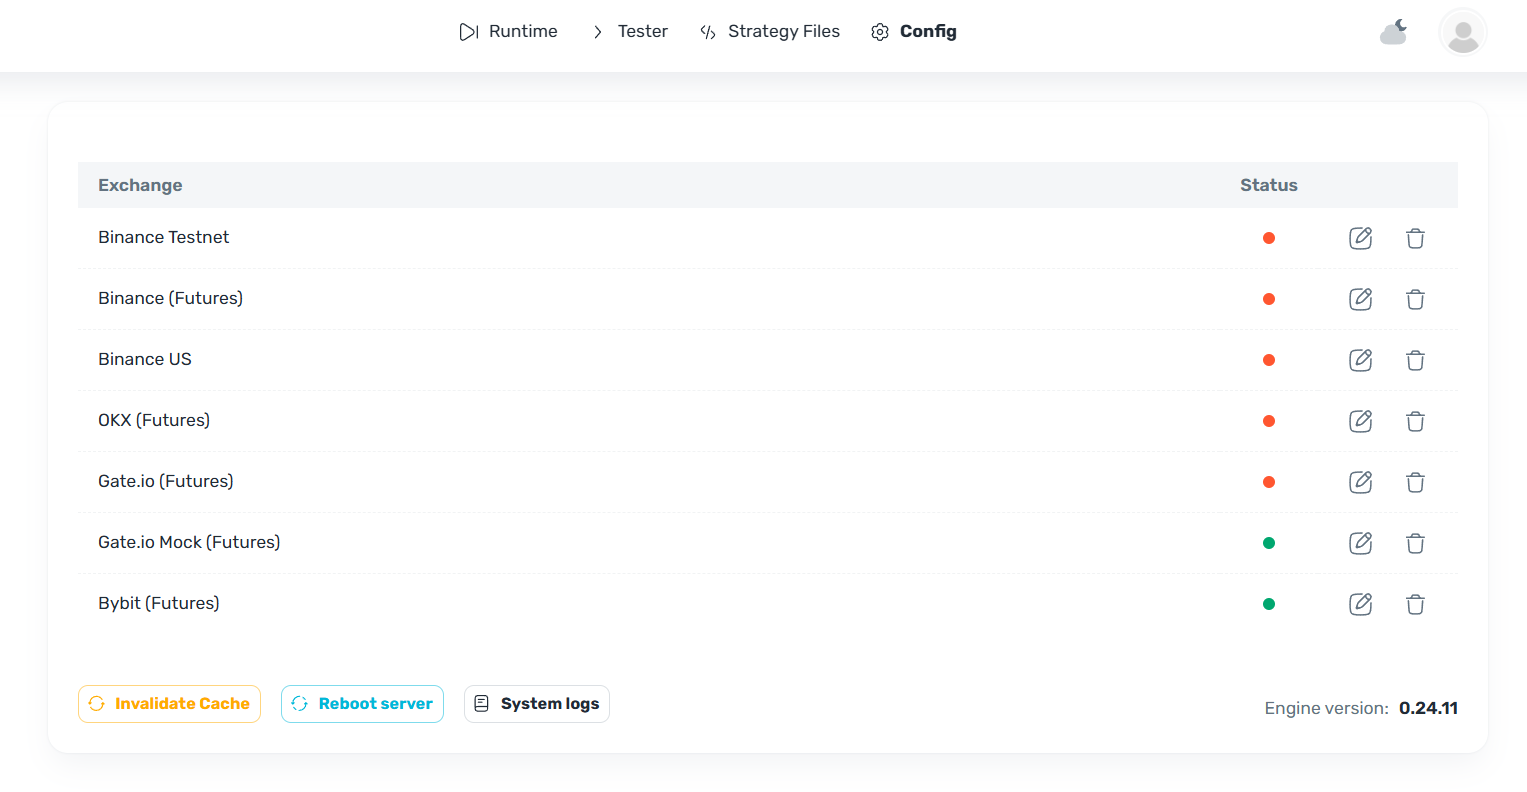 Runtime Tester Strategy Files Config
Exchange Status
Binance Testnet
Binance (Futures)
Binance US
OKX (Futures)
Gate.io (Futures)
Gate.io Mock (Futures)
Bybit (Futures)
Invalidate Cache Reboot server System logs Engine version: 0.24.11